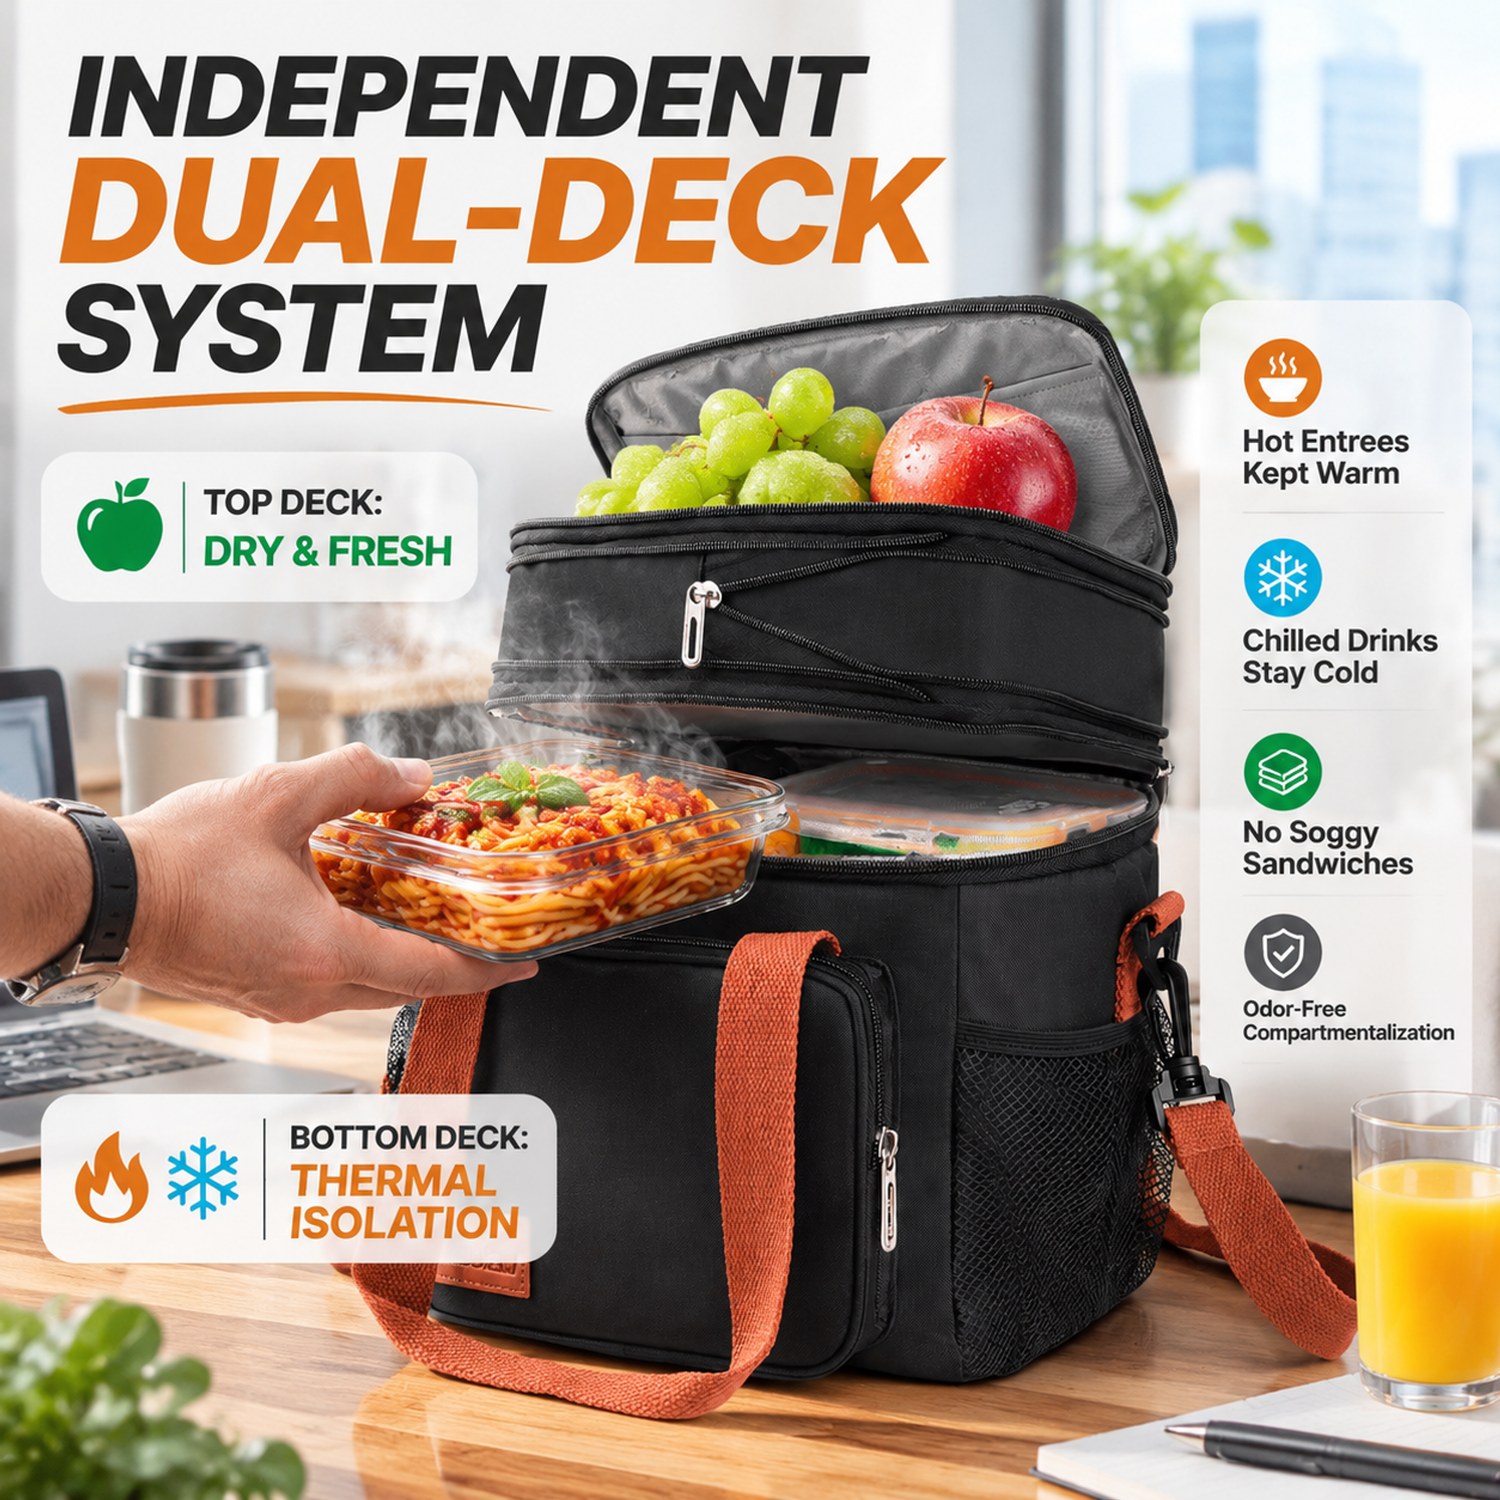 INDEPENDENT
DUAL-DECK
SYSTEM
TOP DECK:
DRY & FRESH
Hot Entrees
Kept Warm
Chilled Drinks
Stay Cold
No Soggy
Sandwiches
Odor-Free
Compartmentalization
BOTTOM DECK:
THERMAL
ISOLATION